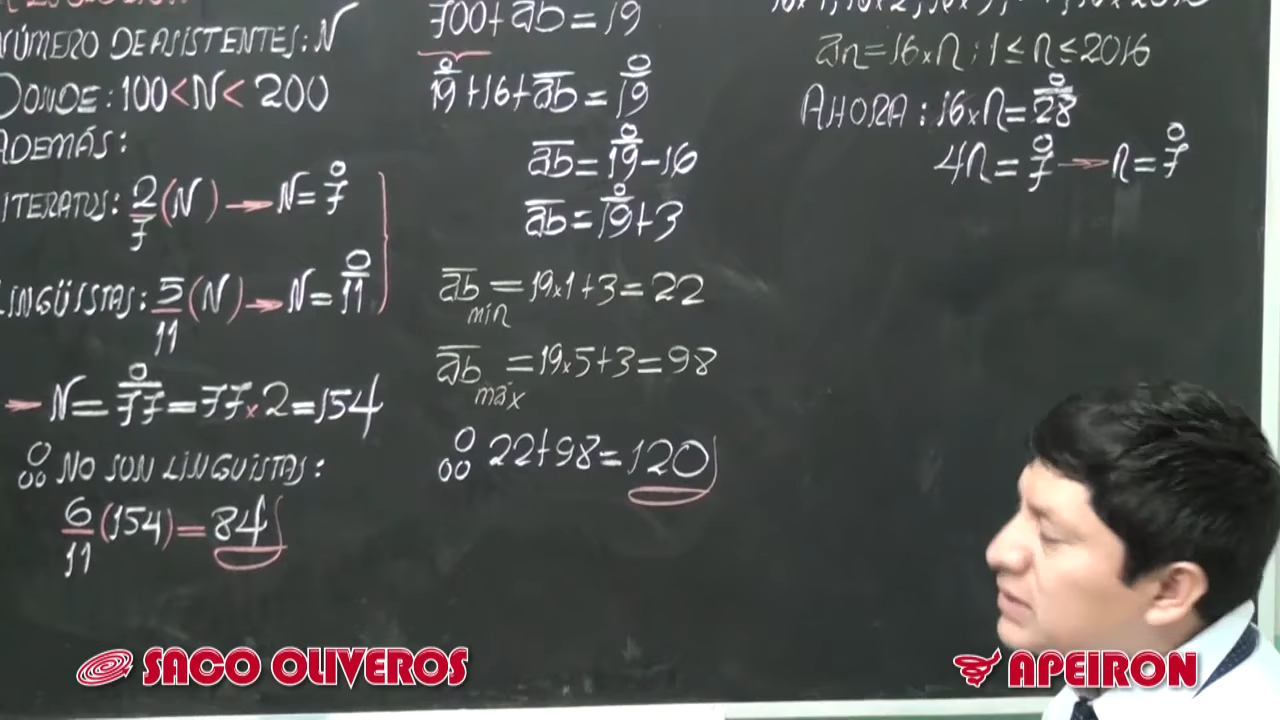 NÚMERO DE ASISTENTES: N
DONDE: 100<N< 200
ADEMÁS:
LITERATOS: 2/7 (N) → N= 7̊
LINGÜISTAS: 5/11 (N) → N= 11̊
→ N= 77̊ = 77x2=154
∴ NO SON LINGÜISTAS:
6/11 (154) = 84
700+ab=19̊
19̊+16+ab=19̊
ab=19̊-16
ab=19̊+3
ab min = 19x1+3=22
ab máx = 19x5+3=98
∴ 22+98=120
an=16xn; 1≤n≤2016
AHORA: 16xn=28̊
4n=7̊ → n=7̊
SACO OLIVEROS
APEIRON